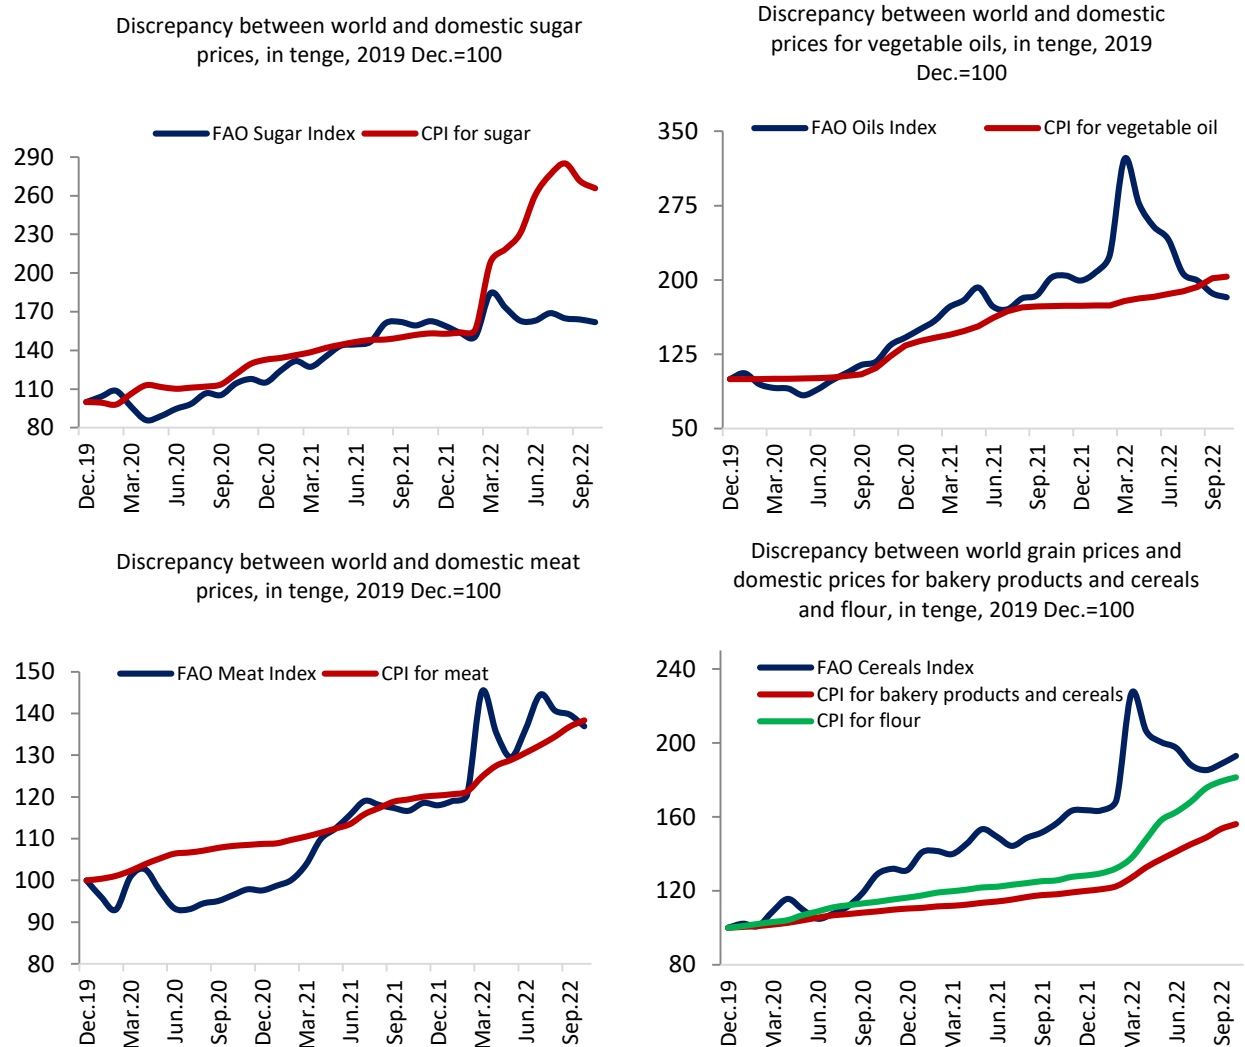 Discrepancy between world and domestic sugar
prices, in tenge, 2019 Dec.=100
FAO Sugar Index
CPI for sugar
290
260
230
200
170
140
110
80
Dec.19
Mar.20
Jun.20
Sep.20
Dec.20
Mar.21
Jun.21
Sep.21
Dec.21
Mar.22
Jun.22
Sep.22
Discrepancy between world and domestic
prices for vegetable oils, in tenge, 2019
Dec.=100
FAO Oils Index
CPI for vegetable oil
350
275
200
125
50
Dec.19
Mar.20
Jun.20
Sep.20
Dec.20
Mar.21
Jun.21
Sep.21
Dec.21
Mar.22
Jun.22
Sep.22
Discrepancy between world and domestic meat
prices, in tenge, 2019 Dec.=100
FAO Meat Index
CPI for meat
150
140
130
120
110
100
90
80
Dec.19
Mar.20
Jun.20
Sep.20
Dec.20
Mar.21
Jun.21
Sep.21
Dec.21
Mar.22
Jun.22
Sep.22
Discrepancy between world grain prices and
domestic prices for bakery products and cereals
and flour, in tenge, 2019 Dec.=100
FAO Cereals Index
CPI for bakery products and cereals
CPI for flour
240
200
160
120
80
Dec.19
Mar.20
Jun.20
Sep.20
Dec.20
Mar.21
Jun.21
Sep.21
Dec.21
Mar.22
Jun.22
Sep.22